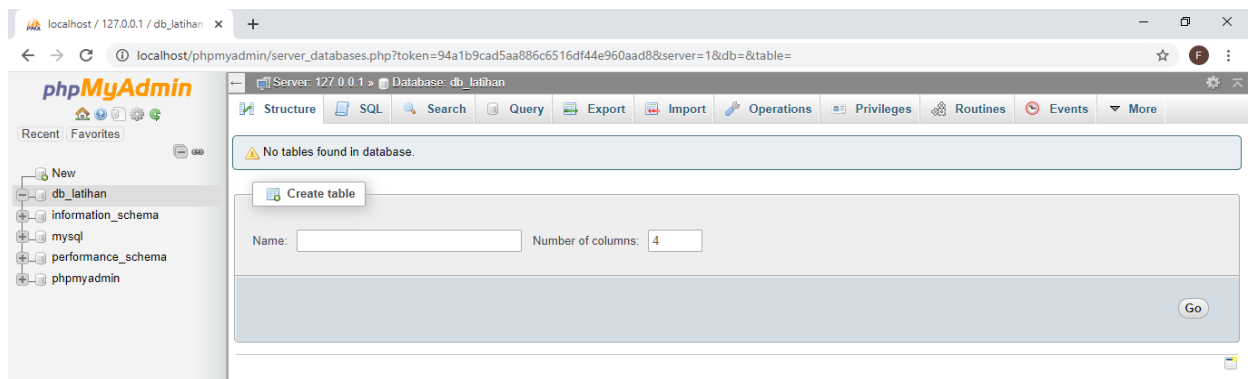 localhost / 127.0.0.1 / db_latihan
localhost/phpmyadmin/server_databases.php?token=94a1b9cad5aa886c6516df44e960aad8&server=1&db=&table=
F
phpMyAdmin
Recent Favorites
New
db_latihan
information_schema
mysql
performance_schema
phpmyadmin
Server: 127.0.0.1 » Database: db_latihan
Structure SQL Search Query Export Import Operations Privileges Routines Events More
No tables found in database.
Create table
Name: Number of columns: 4
Go